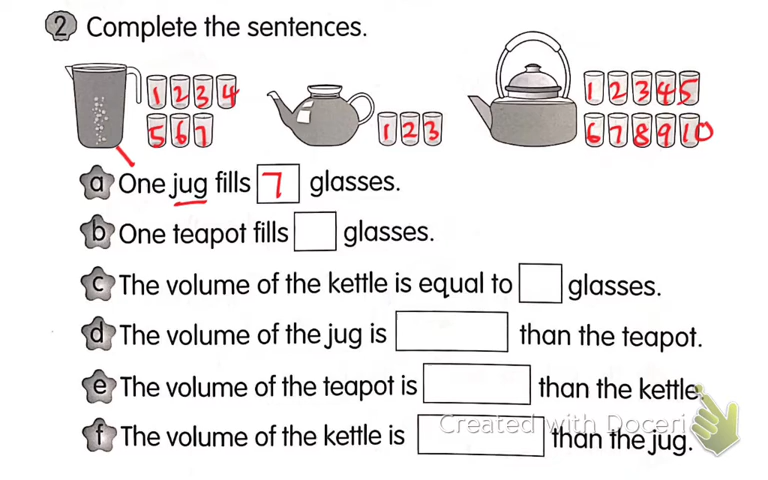 2 Complete the sentences.
1 2 3 4
5 6 7
1 2 3
1 2 3 4 5
6 7 8 9 10
a One jug fills 7 glasses.
b One teapot fills glasses.
c The volume of the kettle is equal to glasses.
d The volume of the jug is than the teapot.
e The volume of the teapot is than the kettle.
Created with Doceri
f The volume of the kettle is than the jug.